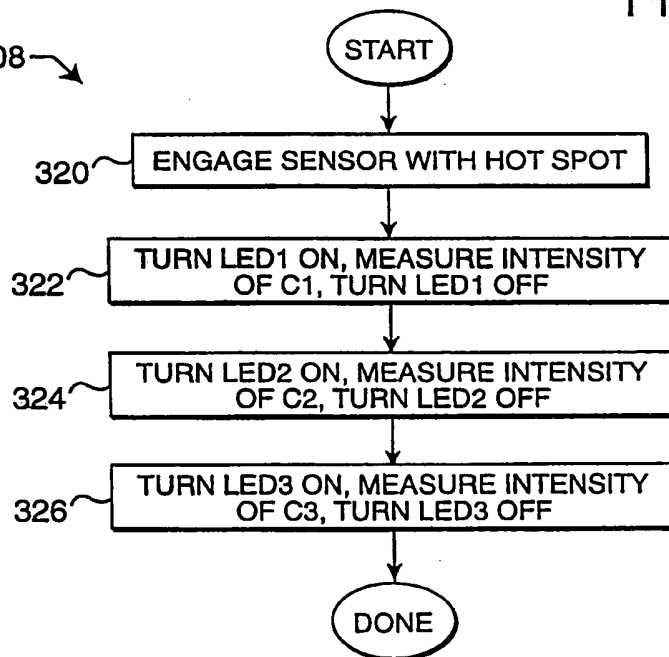 START
08
320
ENGAGE SENSOR WITH HOT SPOT
322
TURN LED1 ON, MEASURE INTENSITY
OF C1, TURN LED1 OFF
324
TURN LED2 ON, MEASURE INTENSITY
OF C2, TURN LED2 OFF
326
TURN LED3 ON, MEASURE INTENSITY
OF C3, TURN LED3 OFF
DONE